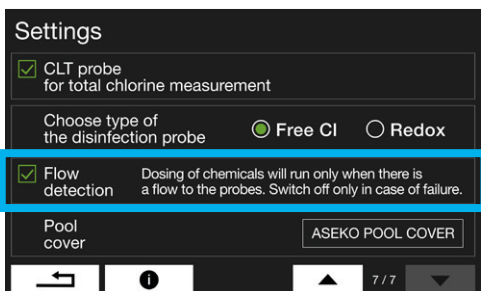 Settings
CLT probe
for total chlorine measurement
Choose type of
the disinfection probe
Free Cl
Redox
Flow
detection
Dosing of chemicals will run only when there is
a flow to the probes. Switch off only in case of failure.
Pool
cover
ASEKO POOL COVER
7/7